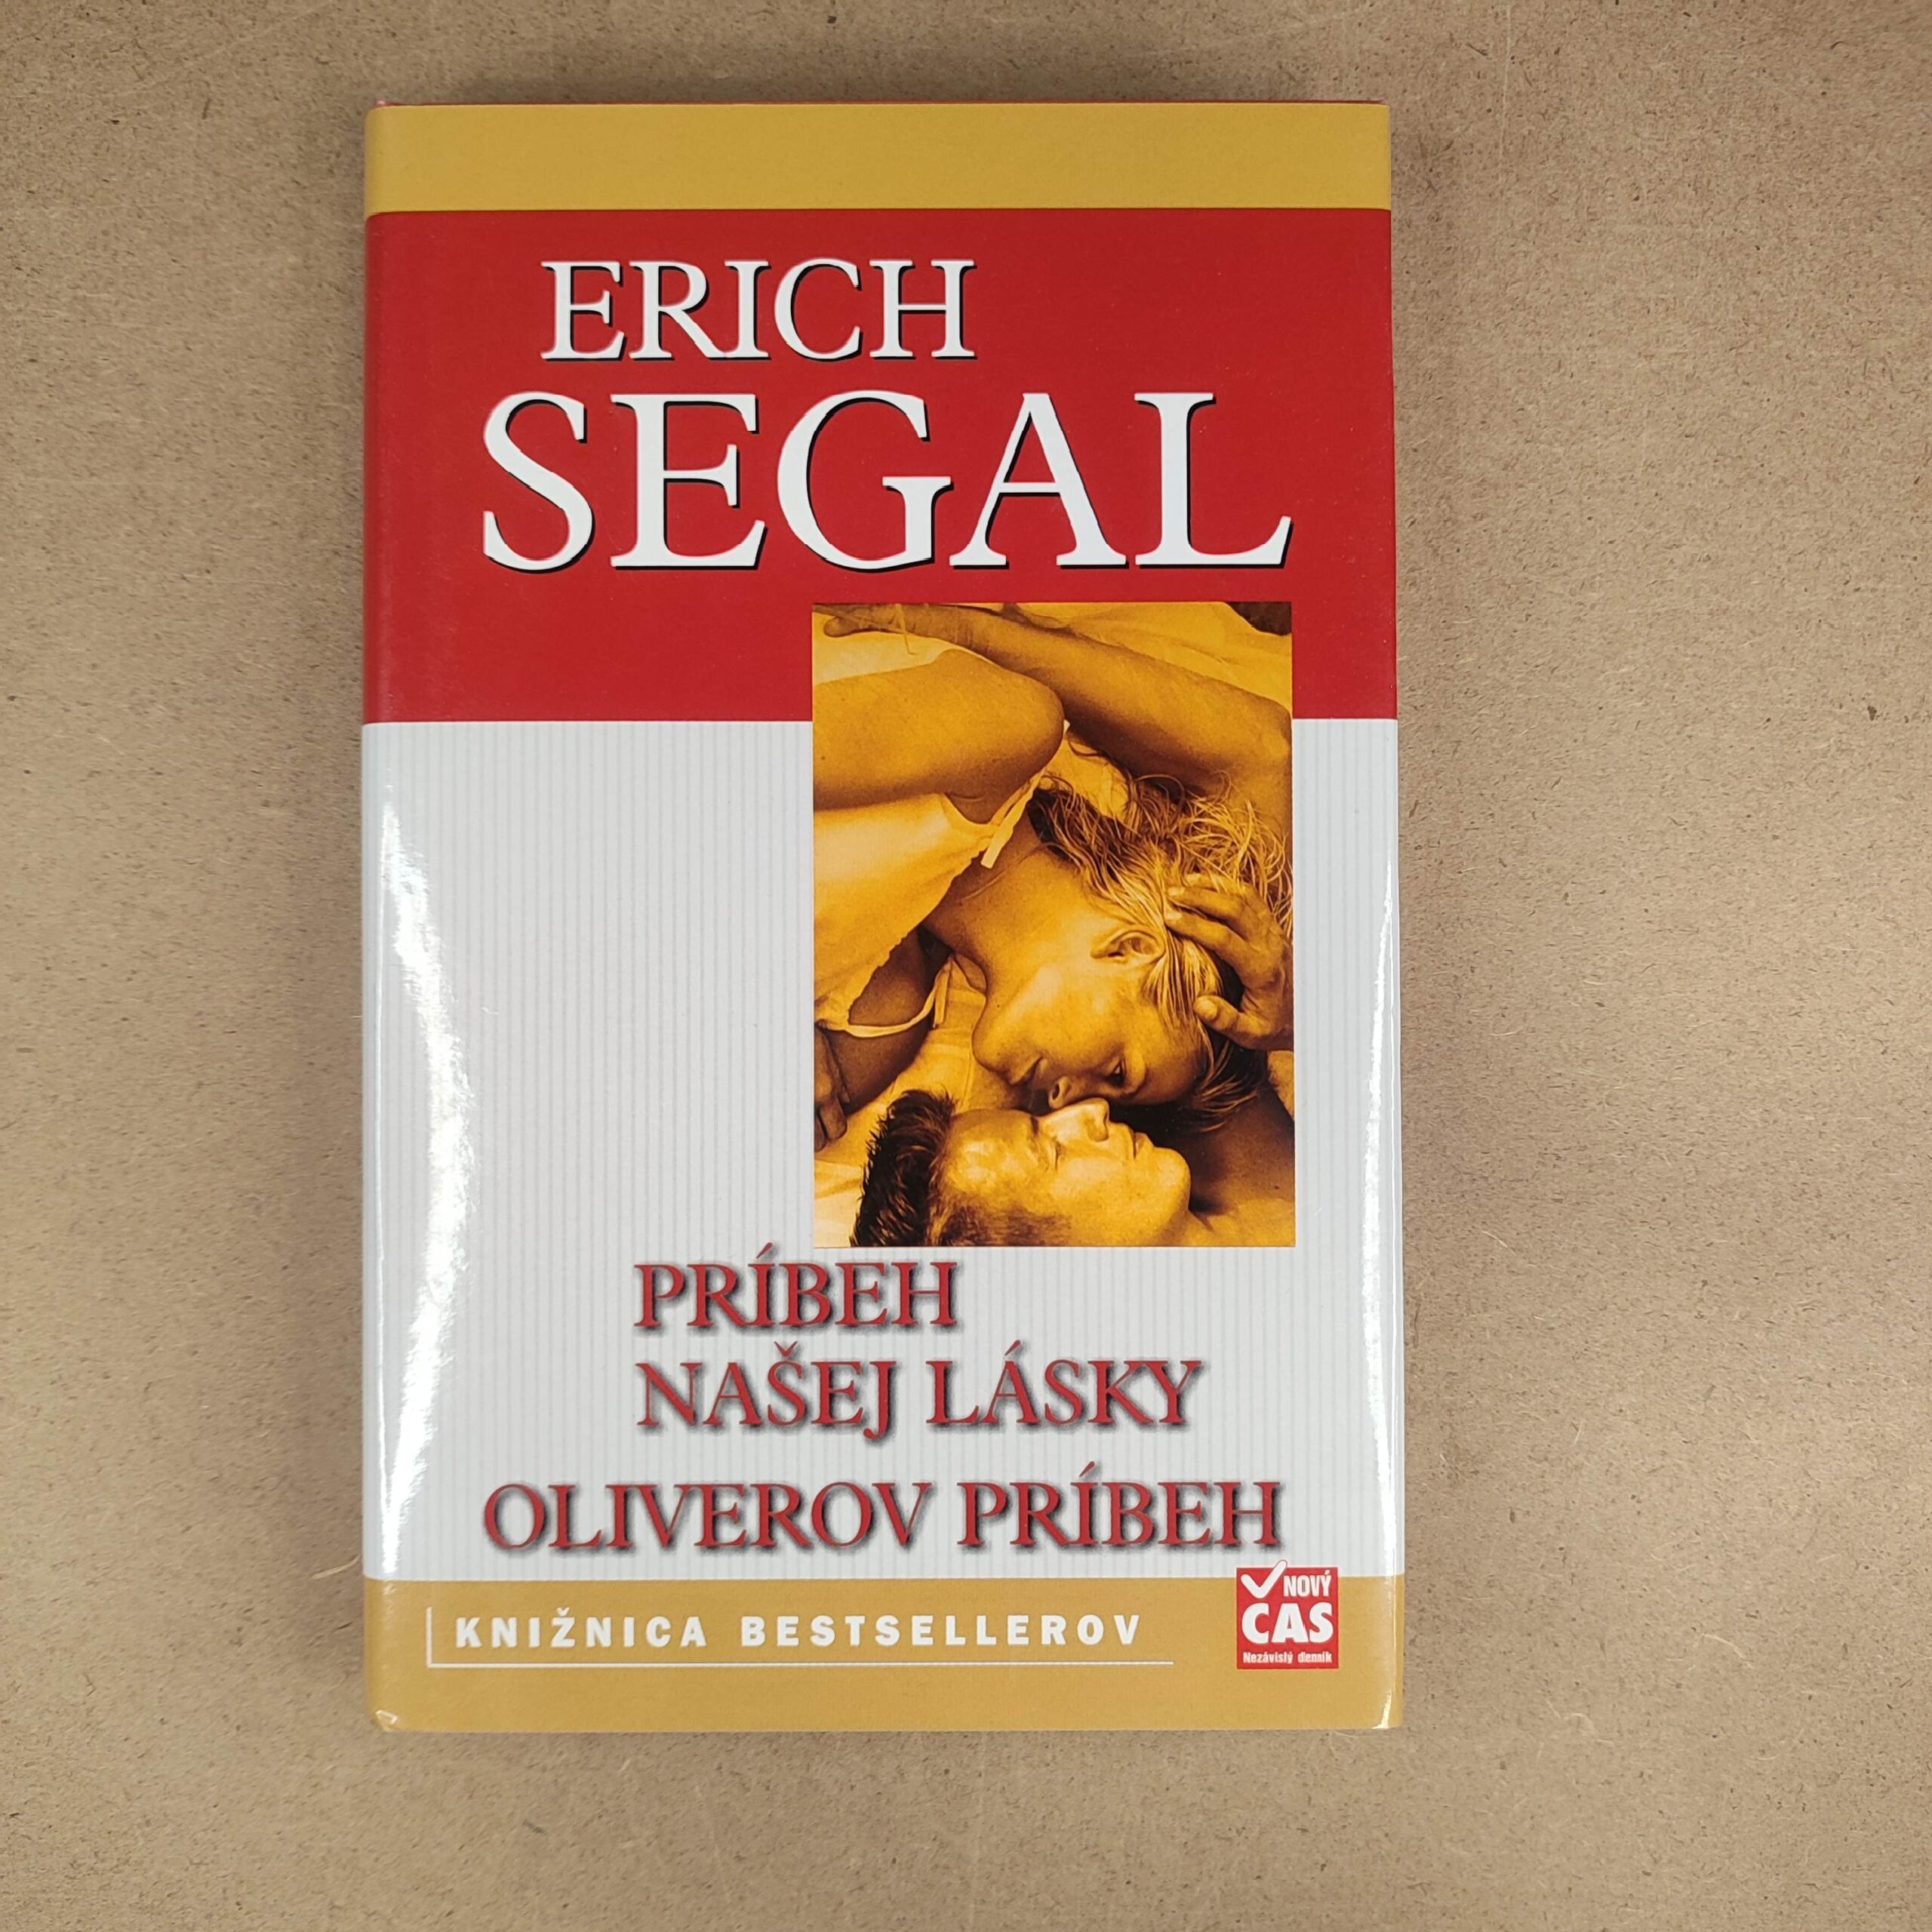 ERICH
SEGAL
PRÍBEH
NAŠEJ LÁSKY
OLIVEROV PRÍBEH
KNIŽNICA BESTSELLEROV
NOVÝ
ČAS
Nezávislý denník